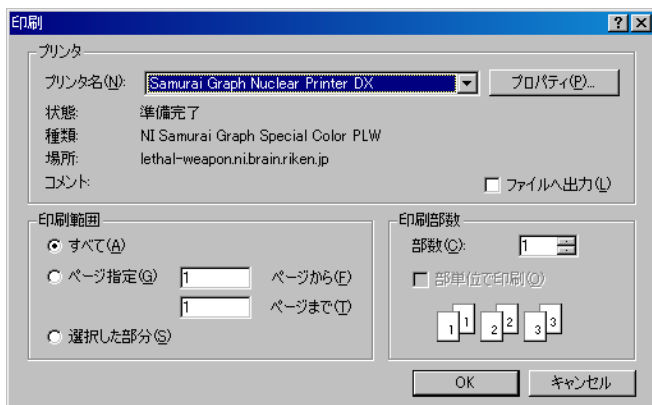 印刷
プリンタ
プリンタ名(N): Samurai Graph Nuclear Printer DX プロパティ(P)...
状態: 準備完了
種類: NI Samurai Graph Special Color PLW
場所: lethal-weapon.ni.brain.riken.jp
コメント: ファイルへ出力(L)
印刷範囲
すべて(A)
ページ指定(G) 1 ページから(F)
1 ページまで(T)
選択した部分(S)
印刷部数
部数(C): 1
部単位で印刷(O)
1 1 2 2 3 3
OK キャンセル